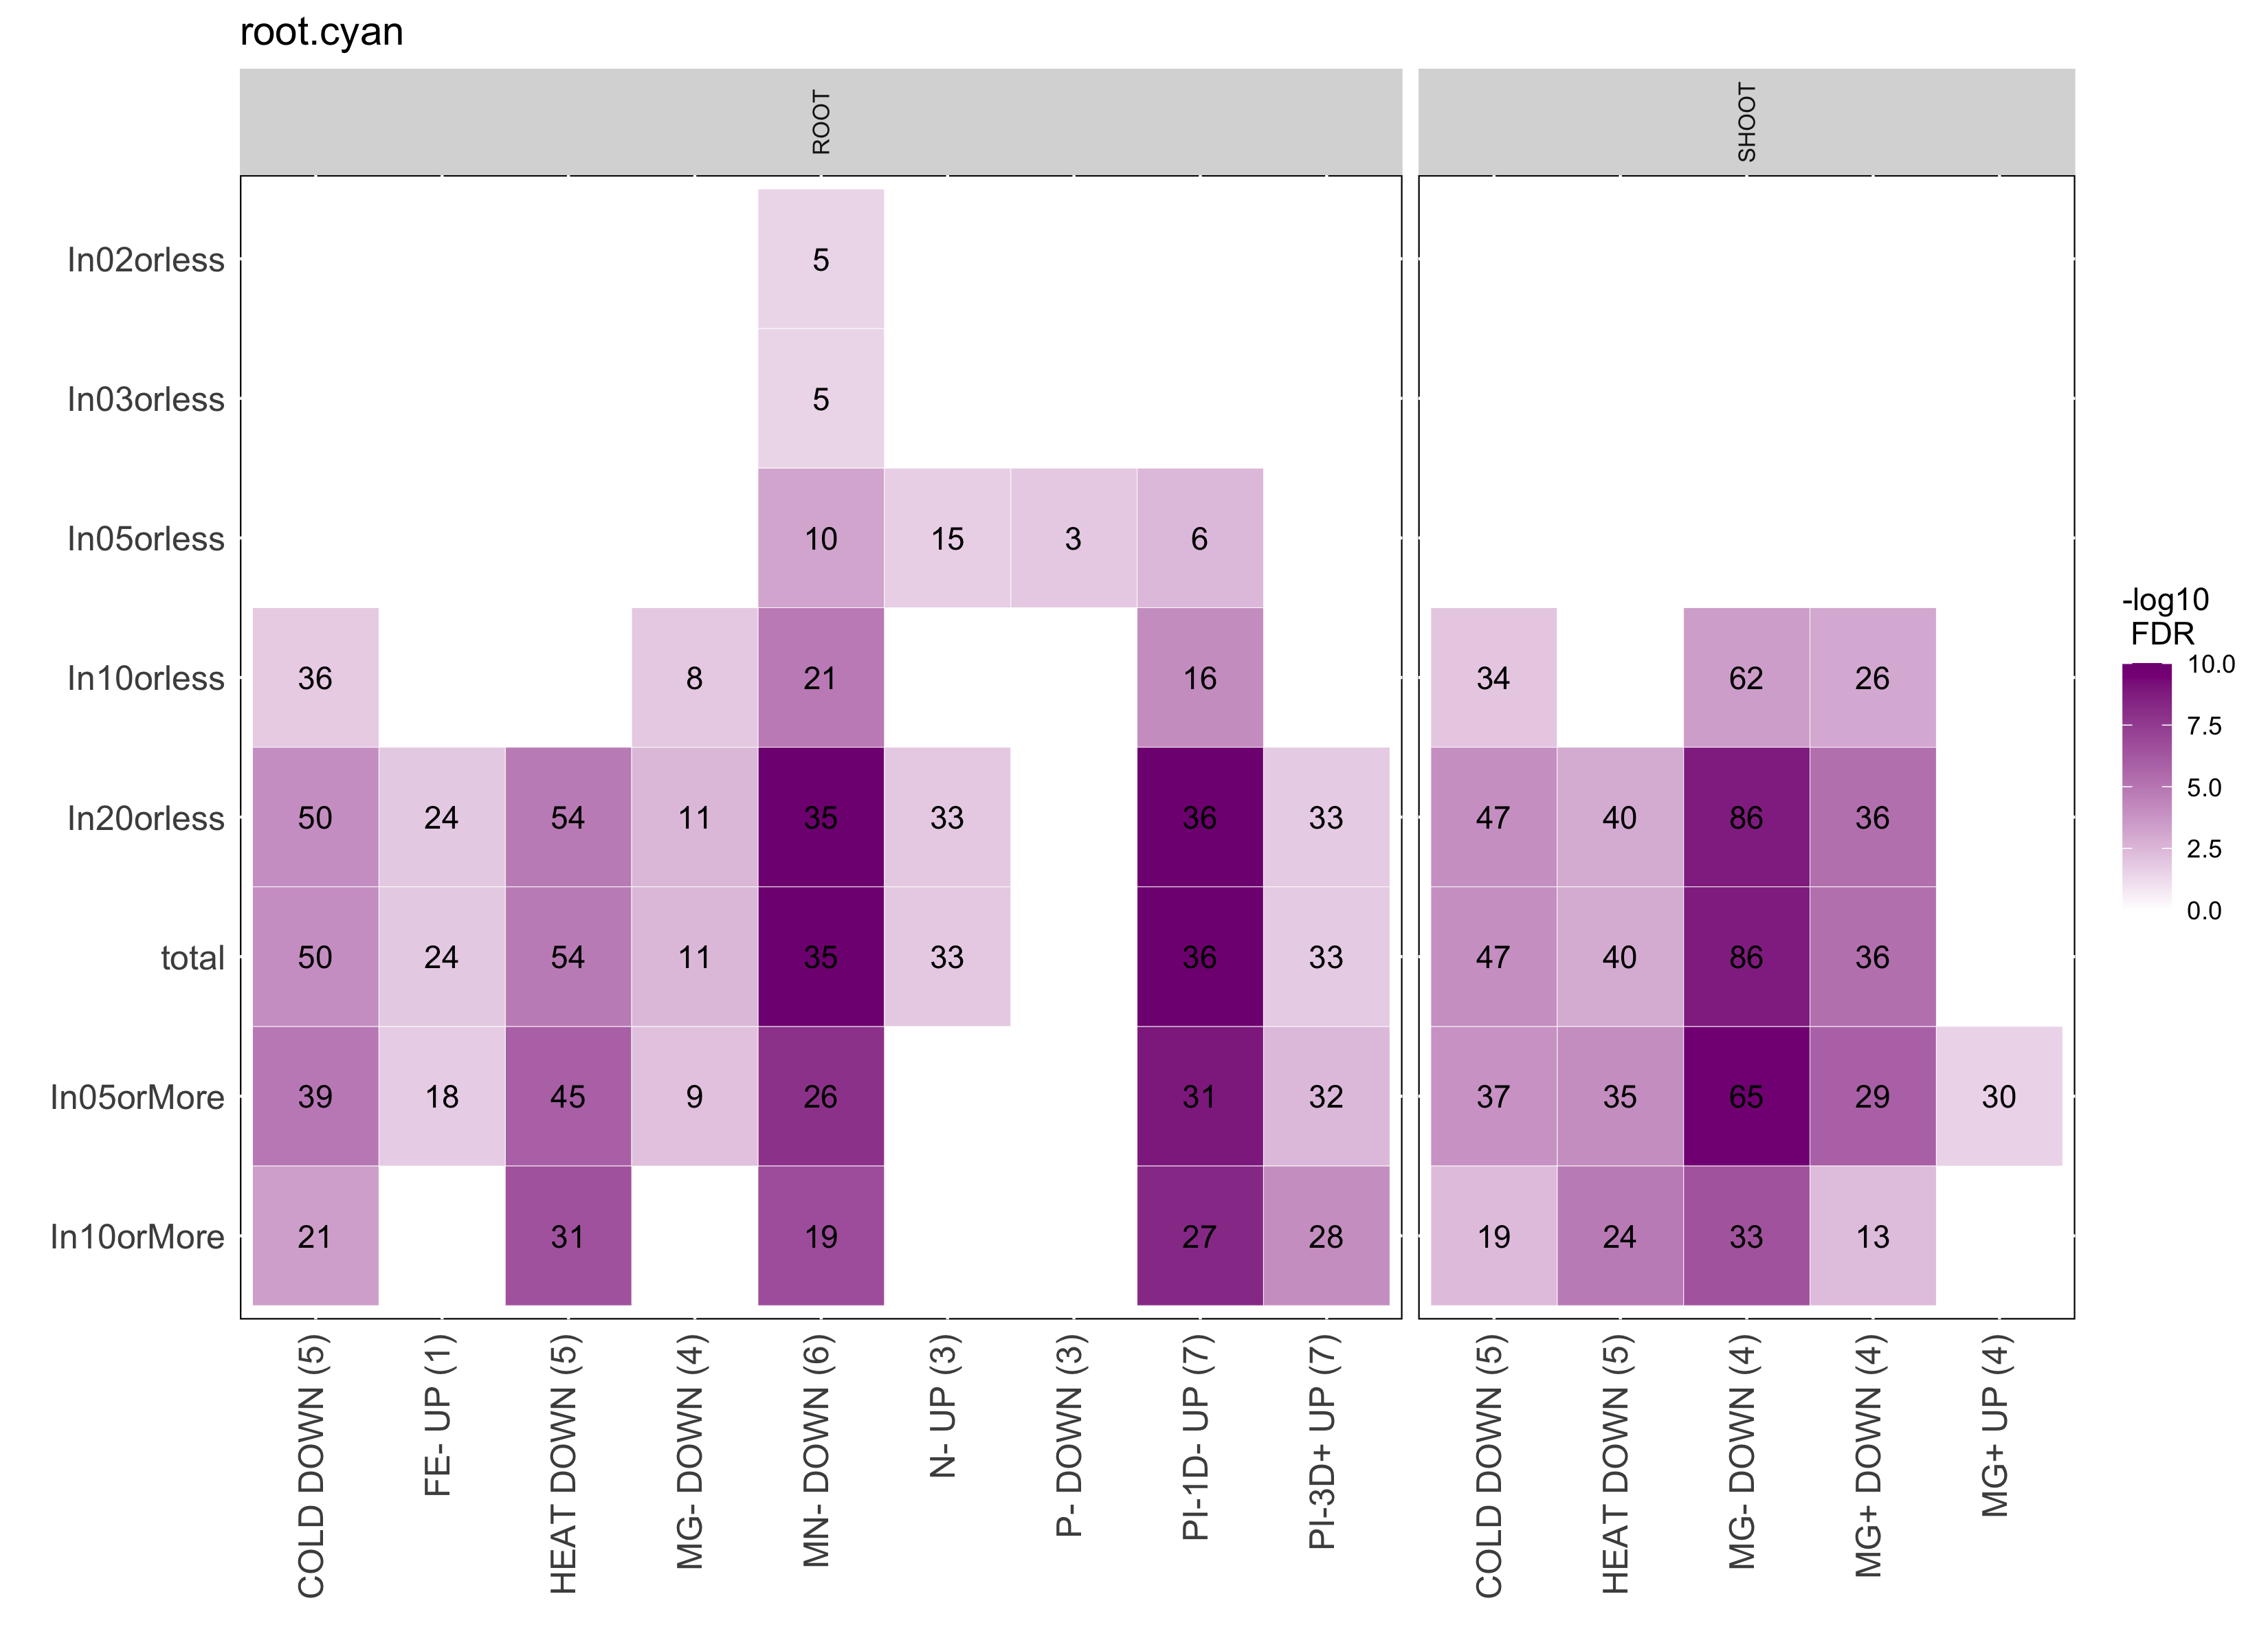 root.cyan
ROOT
SHOOT
In02orless
5
In03orless
5
In05orless
10 15 3 6
In10orless
36 8 21 16 34 62 26
In20orless
50 24 54 11 35 33 36 33 47 40 86 36
total
50 24 54 11 35 33 36 33 47 40 86 36
In05orMore
39 18 45 9 26 31 32 37 35 65 29 30
In10orMore
21 31 19 27 28 19 24 33 13
COLD DOWN (5)
FE- UP (1)
HEAT DOWN (5)
MG- DOWN (4)
MN- DOWN (6)
N- UP (3)
P- DOWN (3)
PI-1D- UP (7)
PI-3D+ UP (7)
COLD DOWN (5)
HEAT DOWN (5)
MG- DOWN (4)
MG+ DOWN (4)
MG+ UP (4)
-log10
FDR
10.0
7.5
5.0
2.5
0.0